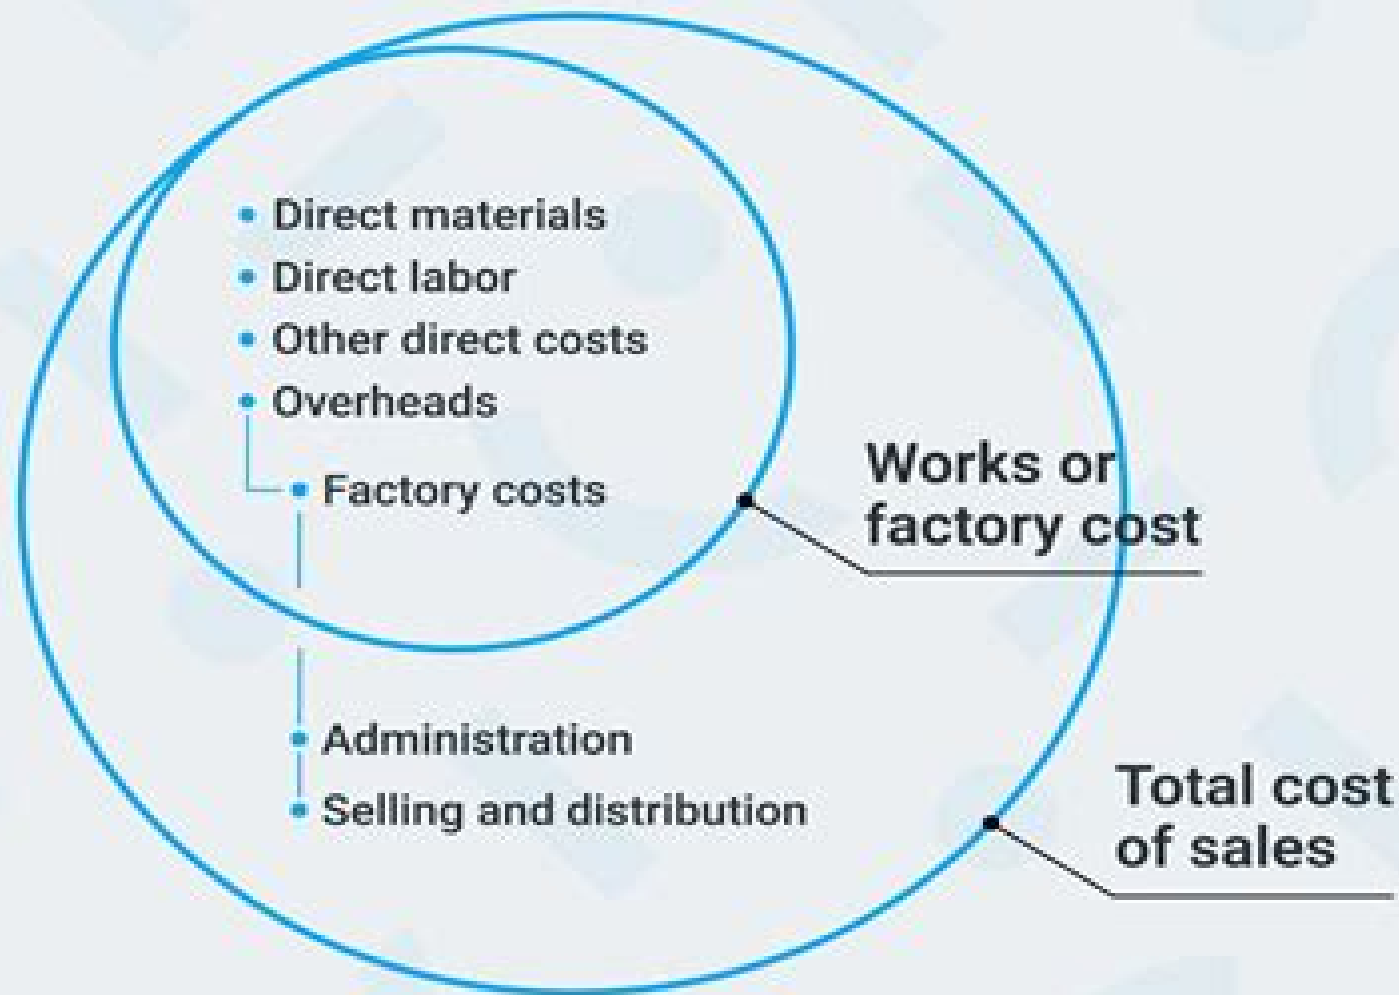 Direct materials
Direct labor
Other direct costs
Overheads
Factory costs
Works or
factory cost
Administration
Selling and distribution
Total cost
of sales